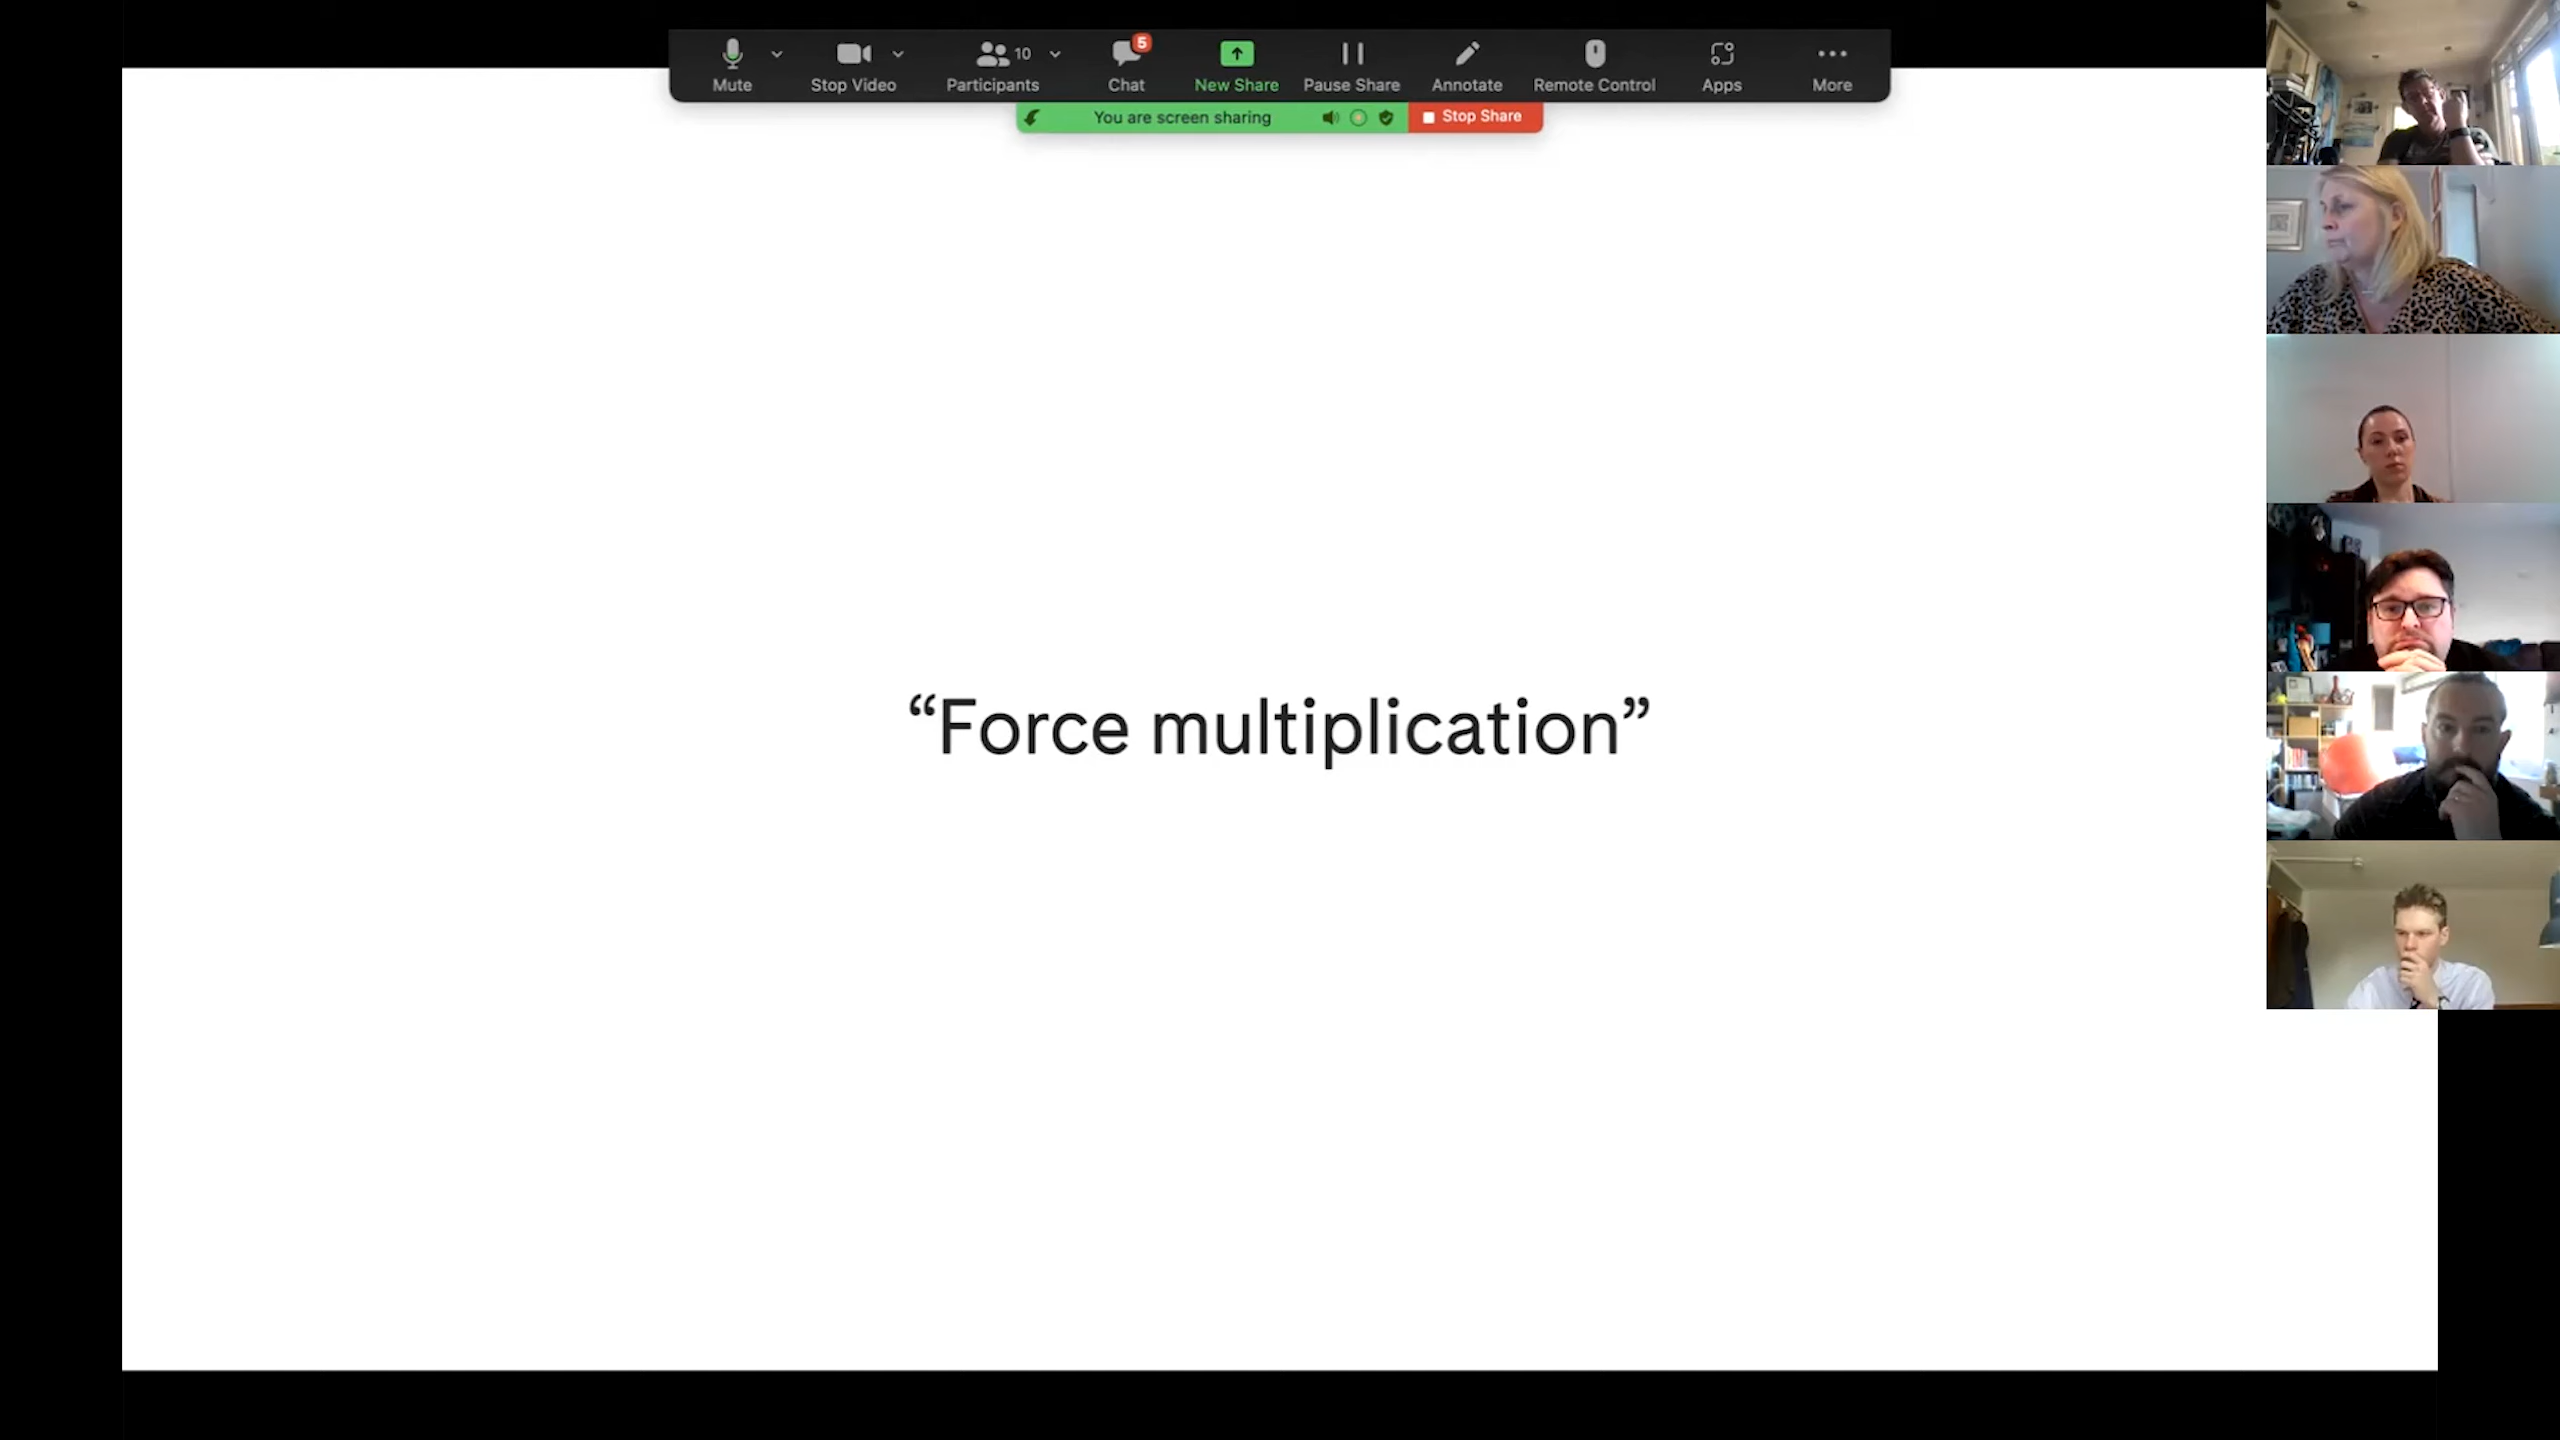 Mute
Stop Video
10
Participants
5
Chat
New Share
Pause Share
Annotate
Remote Control
Apps
More
You are screen sharing
Stop Share
“Force multiplication”